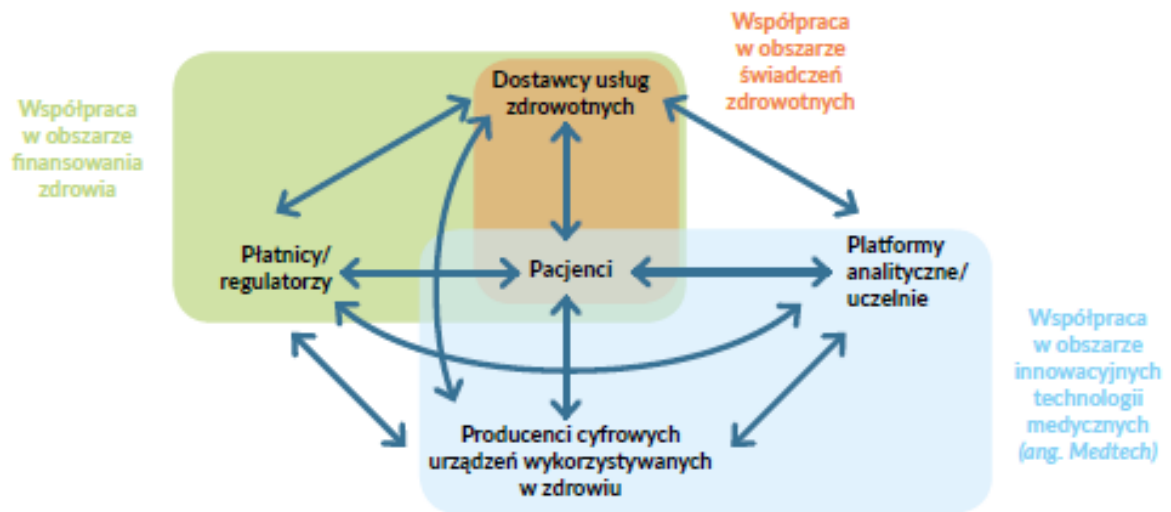 Współpraca
w obszarze
świadczeń
zdrowotnych
Dostawcy usług
zdrowotnych
Współpraca
w obszarze
finansowania
zdrowia
Płatnicy/
regulatorzy
Pacjenci
Platformy
analityczne/
uczelnie
Współpraca
w obszarze
innowacyjnych
technologii
medycznych
(ang. Medtech)
Producenci cyfrowych
urządzeń wykorzystywanych
w zdrowiu